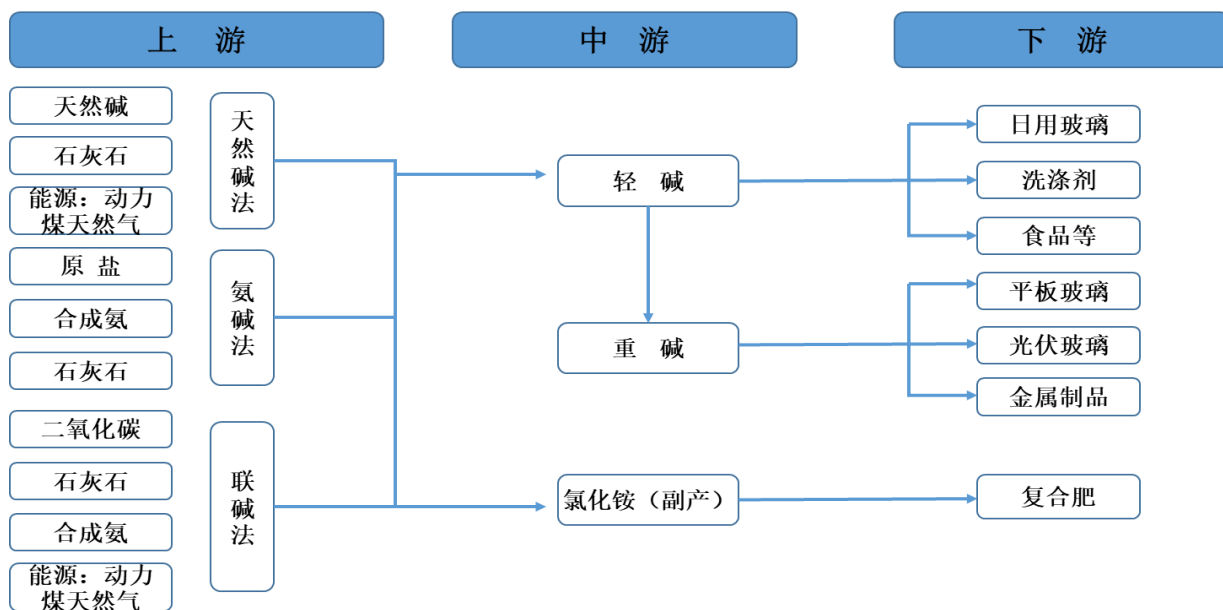 上 游
中 游
下 游
天然碱
石灰石
能源：动力
煤天然气
原 盐
合成氨
石灰石
二氧化碳
石灰石
合成氨
能源：动力
煤天然气
天然碱法
氨碱法
联碱法
轻 碱
重 碱
氯化铵（副产）
日用玻璃
洗涤剂
食品等
平板玻璃
光伏玻璃
金属制品
复合肥